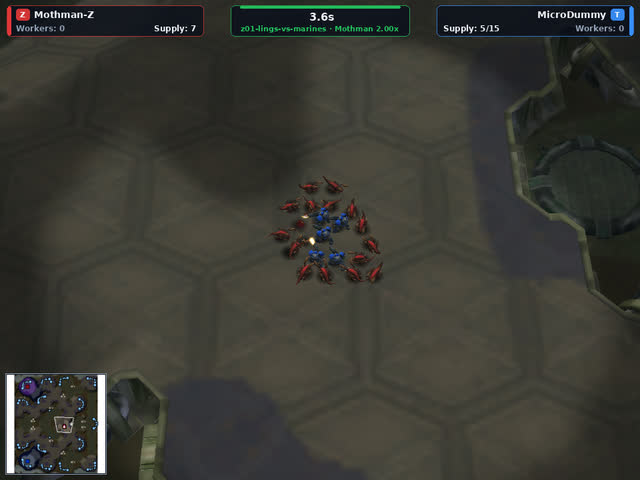 Z Mothman-Z
Workers: 0 Supply: 7
3.6s
z01-lings-vs-marines · Mothman 2.00x
MicroDummy T
Supply: 5/15 Workers: 0